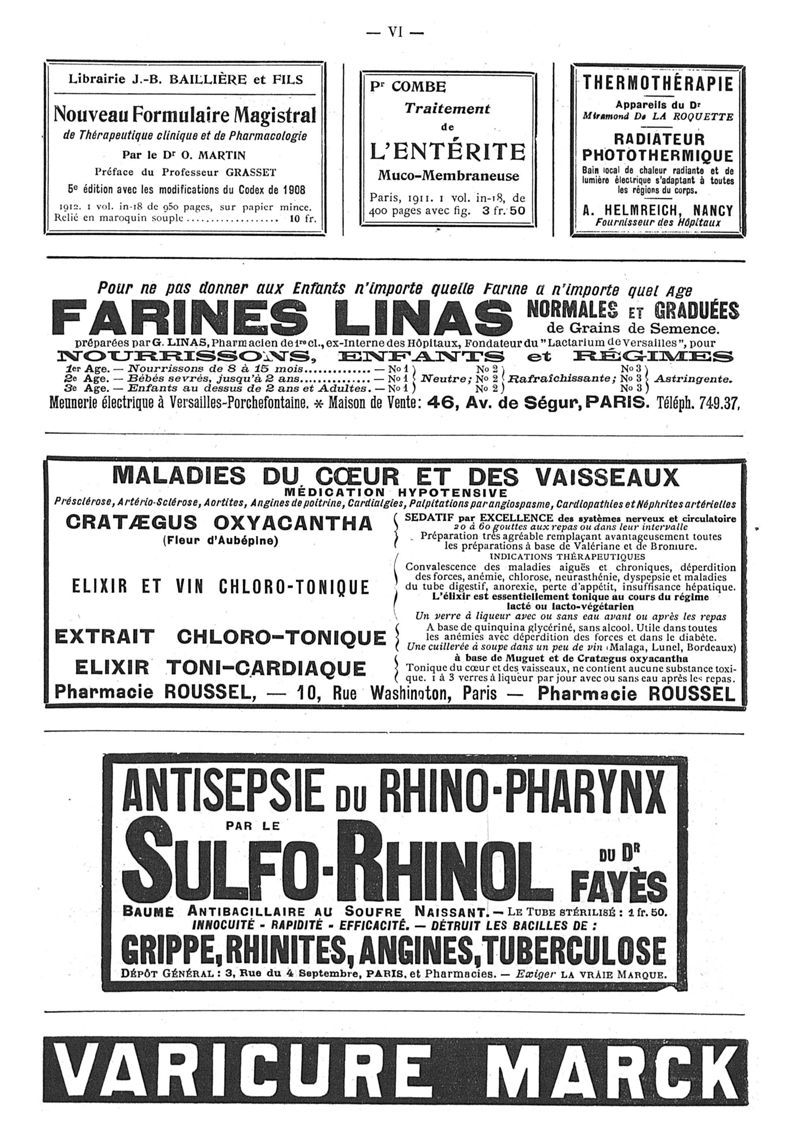 — VI —
Librairie J.-B. BAILLIÈRE et FILS
Nouveau Formulaire Magistral
de Thérapeutique clinique et de Pharmacologie
Par le Dr O. MARTIN
Préface du Professeur GRASSET
5e édition avec les modifications du Codex de 1908
1912. 1 vol. in-18 de 950 pages, sur papier mince.
Relié en maroquin souple ................... 10 fr.
Pr COMBE
Traitement
de
L'ENTÉRITE
Muco-Membraneuse
Paris, 1911. 1 vol. in-18, de
400 pages avec fig. 3 fr. 50
THERMOTHÉRAPIE
Appareils du Dr
Miramond De LA ROQUETTE
RADIATEUR
PHOTOTHERMIQUE
Bain local de chaleur radiante et de
lumière électrique s'adaptant à toutes
les régions du corps.
A. HELMREICH, NANCY
Fournisseur des Hôpitaux
Pour ne pas donner aux Enfants n'importe quelle Farine a n'importe quel Age
FARINES LINAS NORMALES ET GRADUÉES
de Grains de Semence.
préparées par G. LINAS, Pharmacien de 1re cl., ex-Interne des Hôpitaux, Fondateur du "Lactarium de Versailles", pour
NOURRISSONS, ENFANTS et RÉGIMES
1er Age. — Nourrissons de 8 à 15 mois............... — No 1 } No 2 } No 3 }
2e Age. — Bébés sevrés, jusqu'à 2 ans............... — No 1 } Neutre; No 2 } Rafraîchissante; No 3 } Astringente.
3e Age. — Enfants au dessus de 2 ans et Adultes. — No 1 } No 2 } No 3 }
Meunerie électrique à Versailles-Porchefontaine. * Maison de Vente: 46, Av. de Ségur, PARIS. Téléph. 749.37,
MALADIES DU CŒUR ET DES VAISSEAUX
MÉDICATION HYPOTENSIVE
Présclérose, Artério-Sclérose, Aortites, Angines de poitrine, Cardialgies, Palpitations par angiospasme, Cardiopathies et Néphrites artérielles
CRATÆGUS OXYACANTHA
(Fleur d'Aubépine)
SEDATIF par EXCELLENCE des systèmes nerveux et circulatoire
20 à 60 gouttes aux repas ou dans leur intervalle
Préparation très agréable remplaçant avantageusement toutes
les préparations à base de Valériane et de Bromure.
ELIXIR ET VIN CHLORO-TONIQUE
INDICATIONS THÉRAPEUTIQUES
Convalescence des maladies aiguës et chroniques, déperdition
des forces, anémie, chlorose, neurasthénie, dyspepsie et maladies
du tube digestif, anorexie, perte d'appétit, insuffisance hépatique.
L'élixir est essentiellement tonique au cours du régime
lacté ou lacto-végétarien
Un verre à liqueur avec ou sans eau avant ou après les repas
EXTRAIT CHLORO-TONIQUE
A base de quinquina glycériné, sans alcool. Utile dans toutes
les anémies avec déperdition des forces et dans le diabète.
Une cuillerée à soupe dans un peu de vin (Malaga, Lunel, Bordeaux)
ELIXIR TONI-CARDIAQUE
à base de Muguet et de Cratægus oxyacantha
Tonique du cœur et des vaisseaux, ne contient aucune substance toxi-
que. 1 à 3 verres à liqueur par jour avec ou sans eau après les repas.
Pharmacie ROUSSEL, — 10, Rue Washington, Paris — Pharmacie ROUSSEL
ANTISEPSIE DU RHINO-PHARYNX
PAR LE
SULFO-RHINOL DU DR FAYÈS
BAUME ANTIBACILLAIRE AU SOUFRE NAISSANT. — LE TUBE STÉRILISÉ : 1 fr. 50.
INNOCUITÉ - RAPIDITÉ - EFFICACITÉ. — DÉTRUIT LES BACILLES DE :
GRIPPE, RHINITES, ANGINES, TUBERCULOSE
DÉPÔT GÉNÉRAL : 3, Rue du 4 Septembre, PARIS, et Pharmacies. — Exiger LA VRAIE MARQUE.
VARICURE MARCK